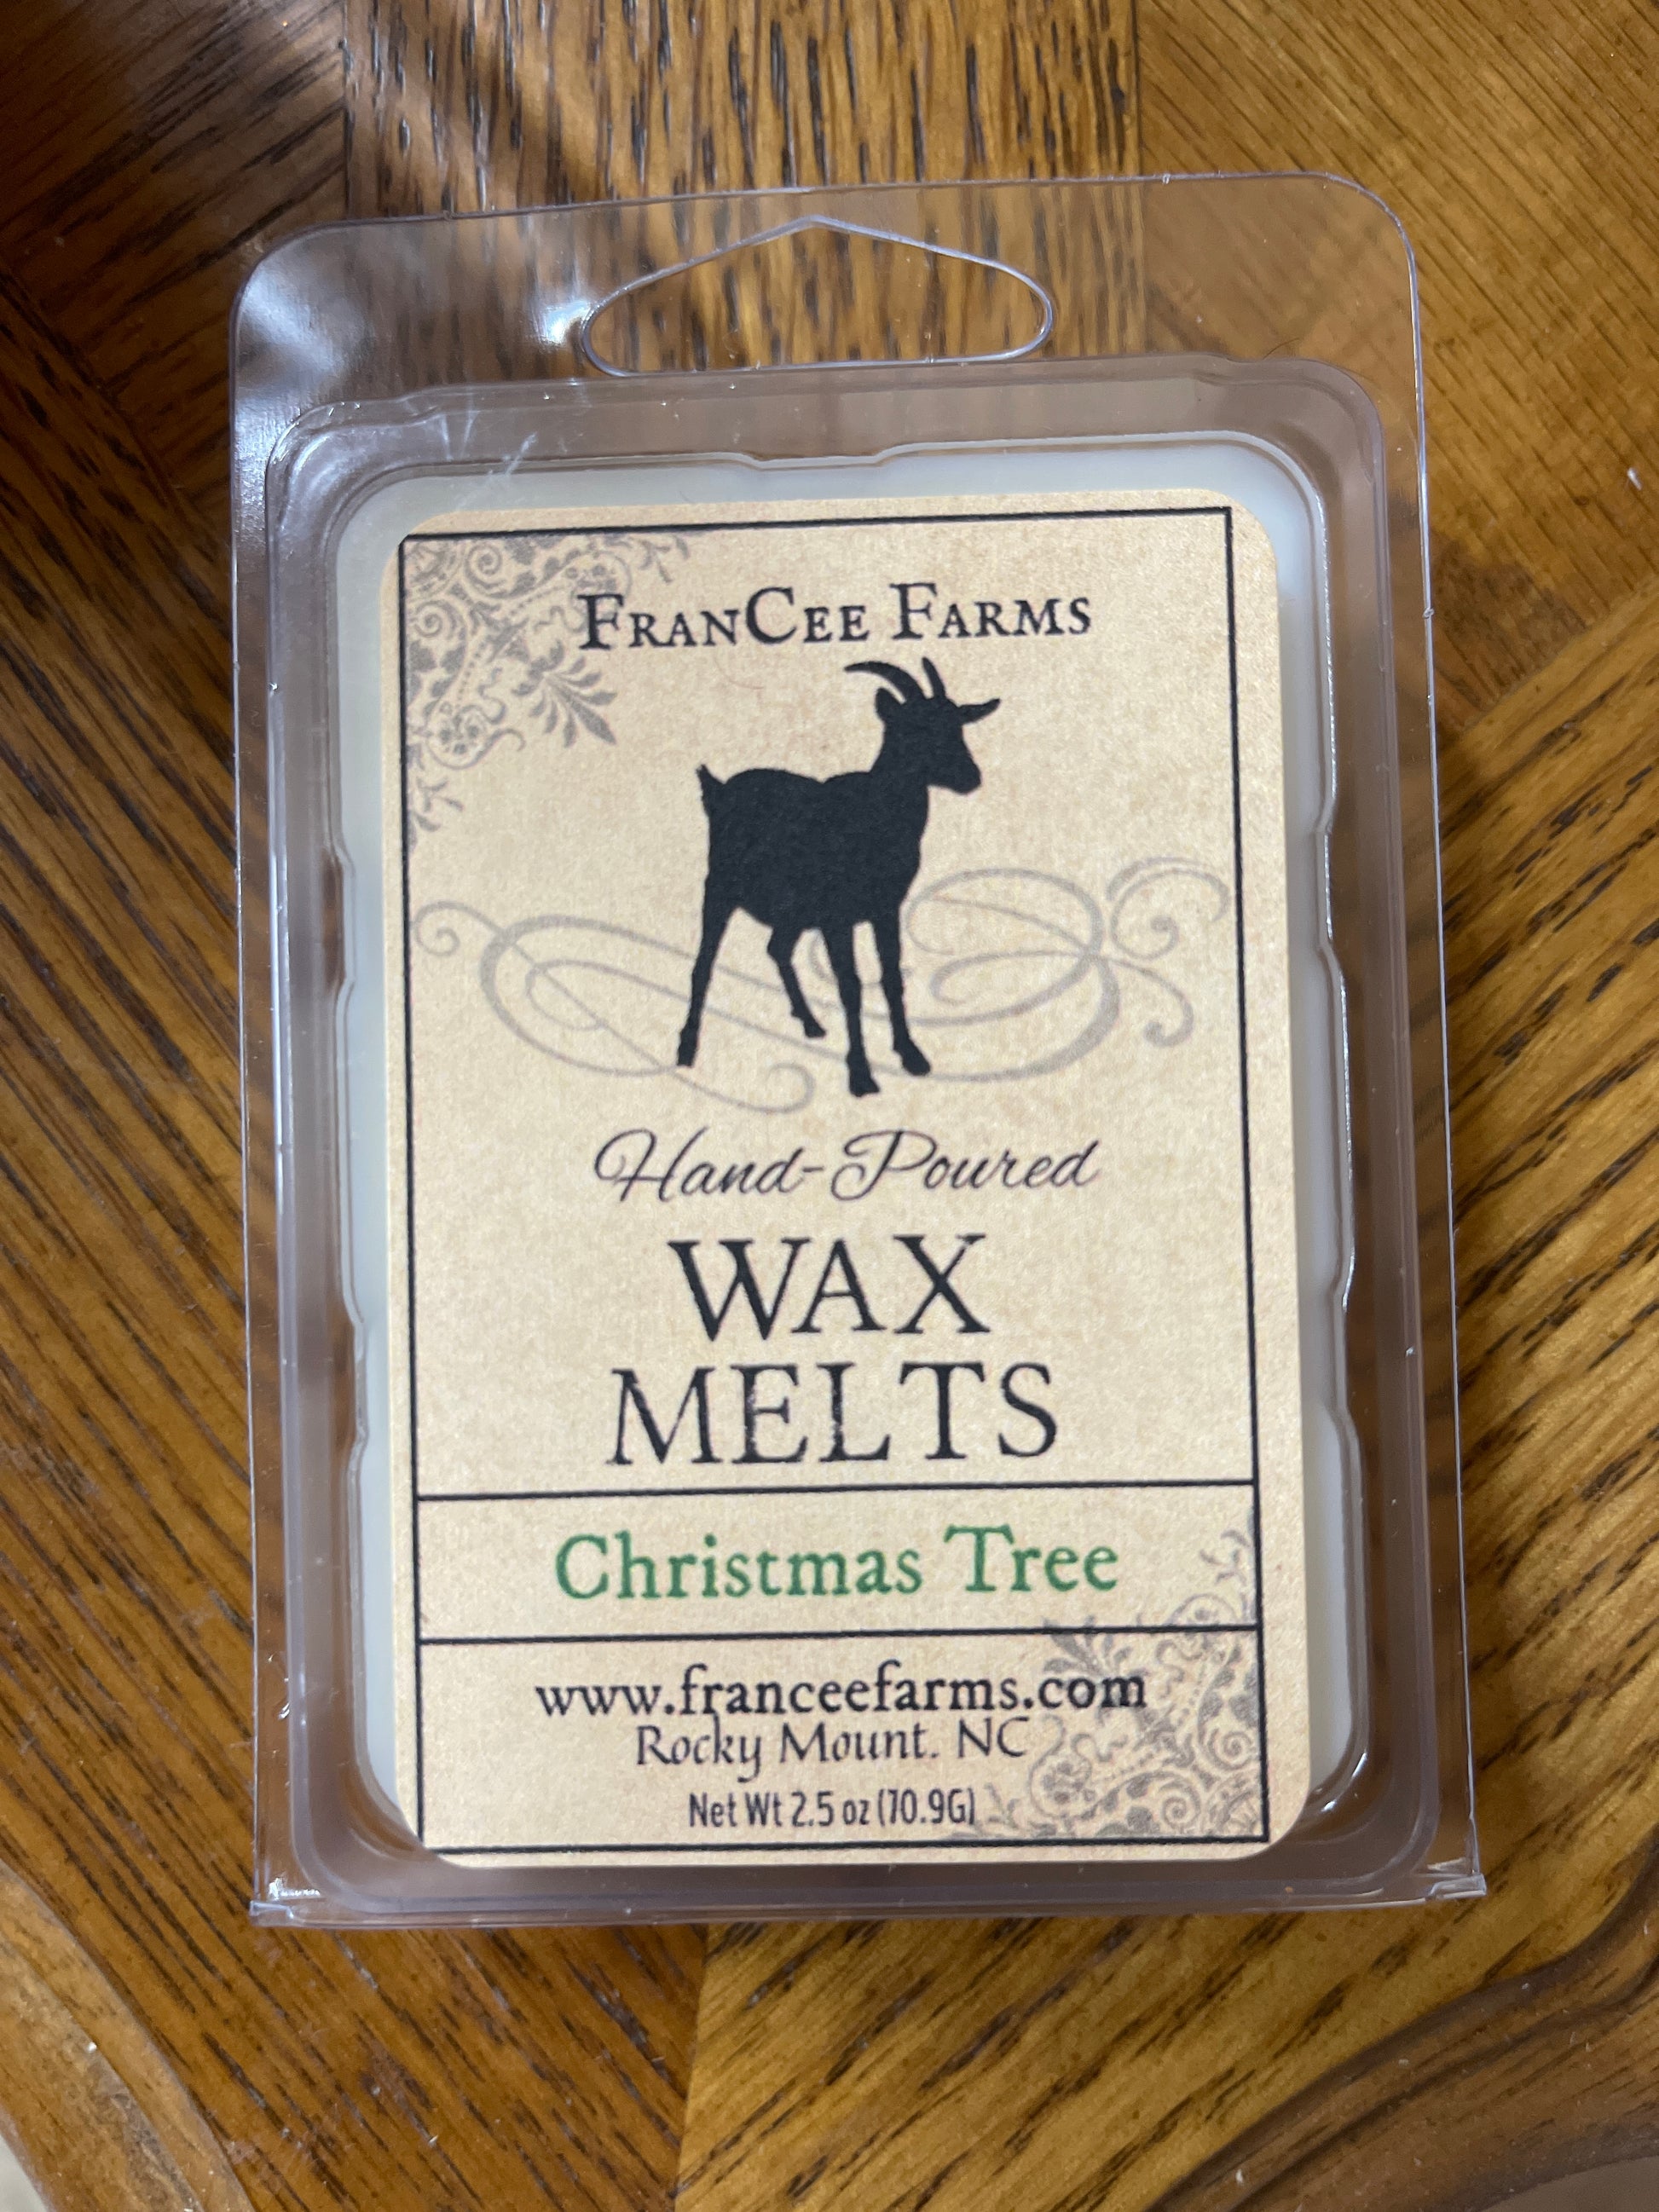 FranCee Farms
Hand-Poured
WAX
MELTS
Christmas Tree
www.franceefarms.com
Rocky Mount. NC
Net Wt 2.5 oz (70.9G)